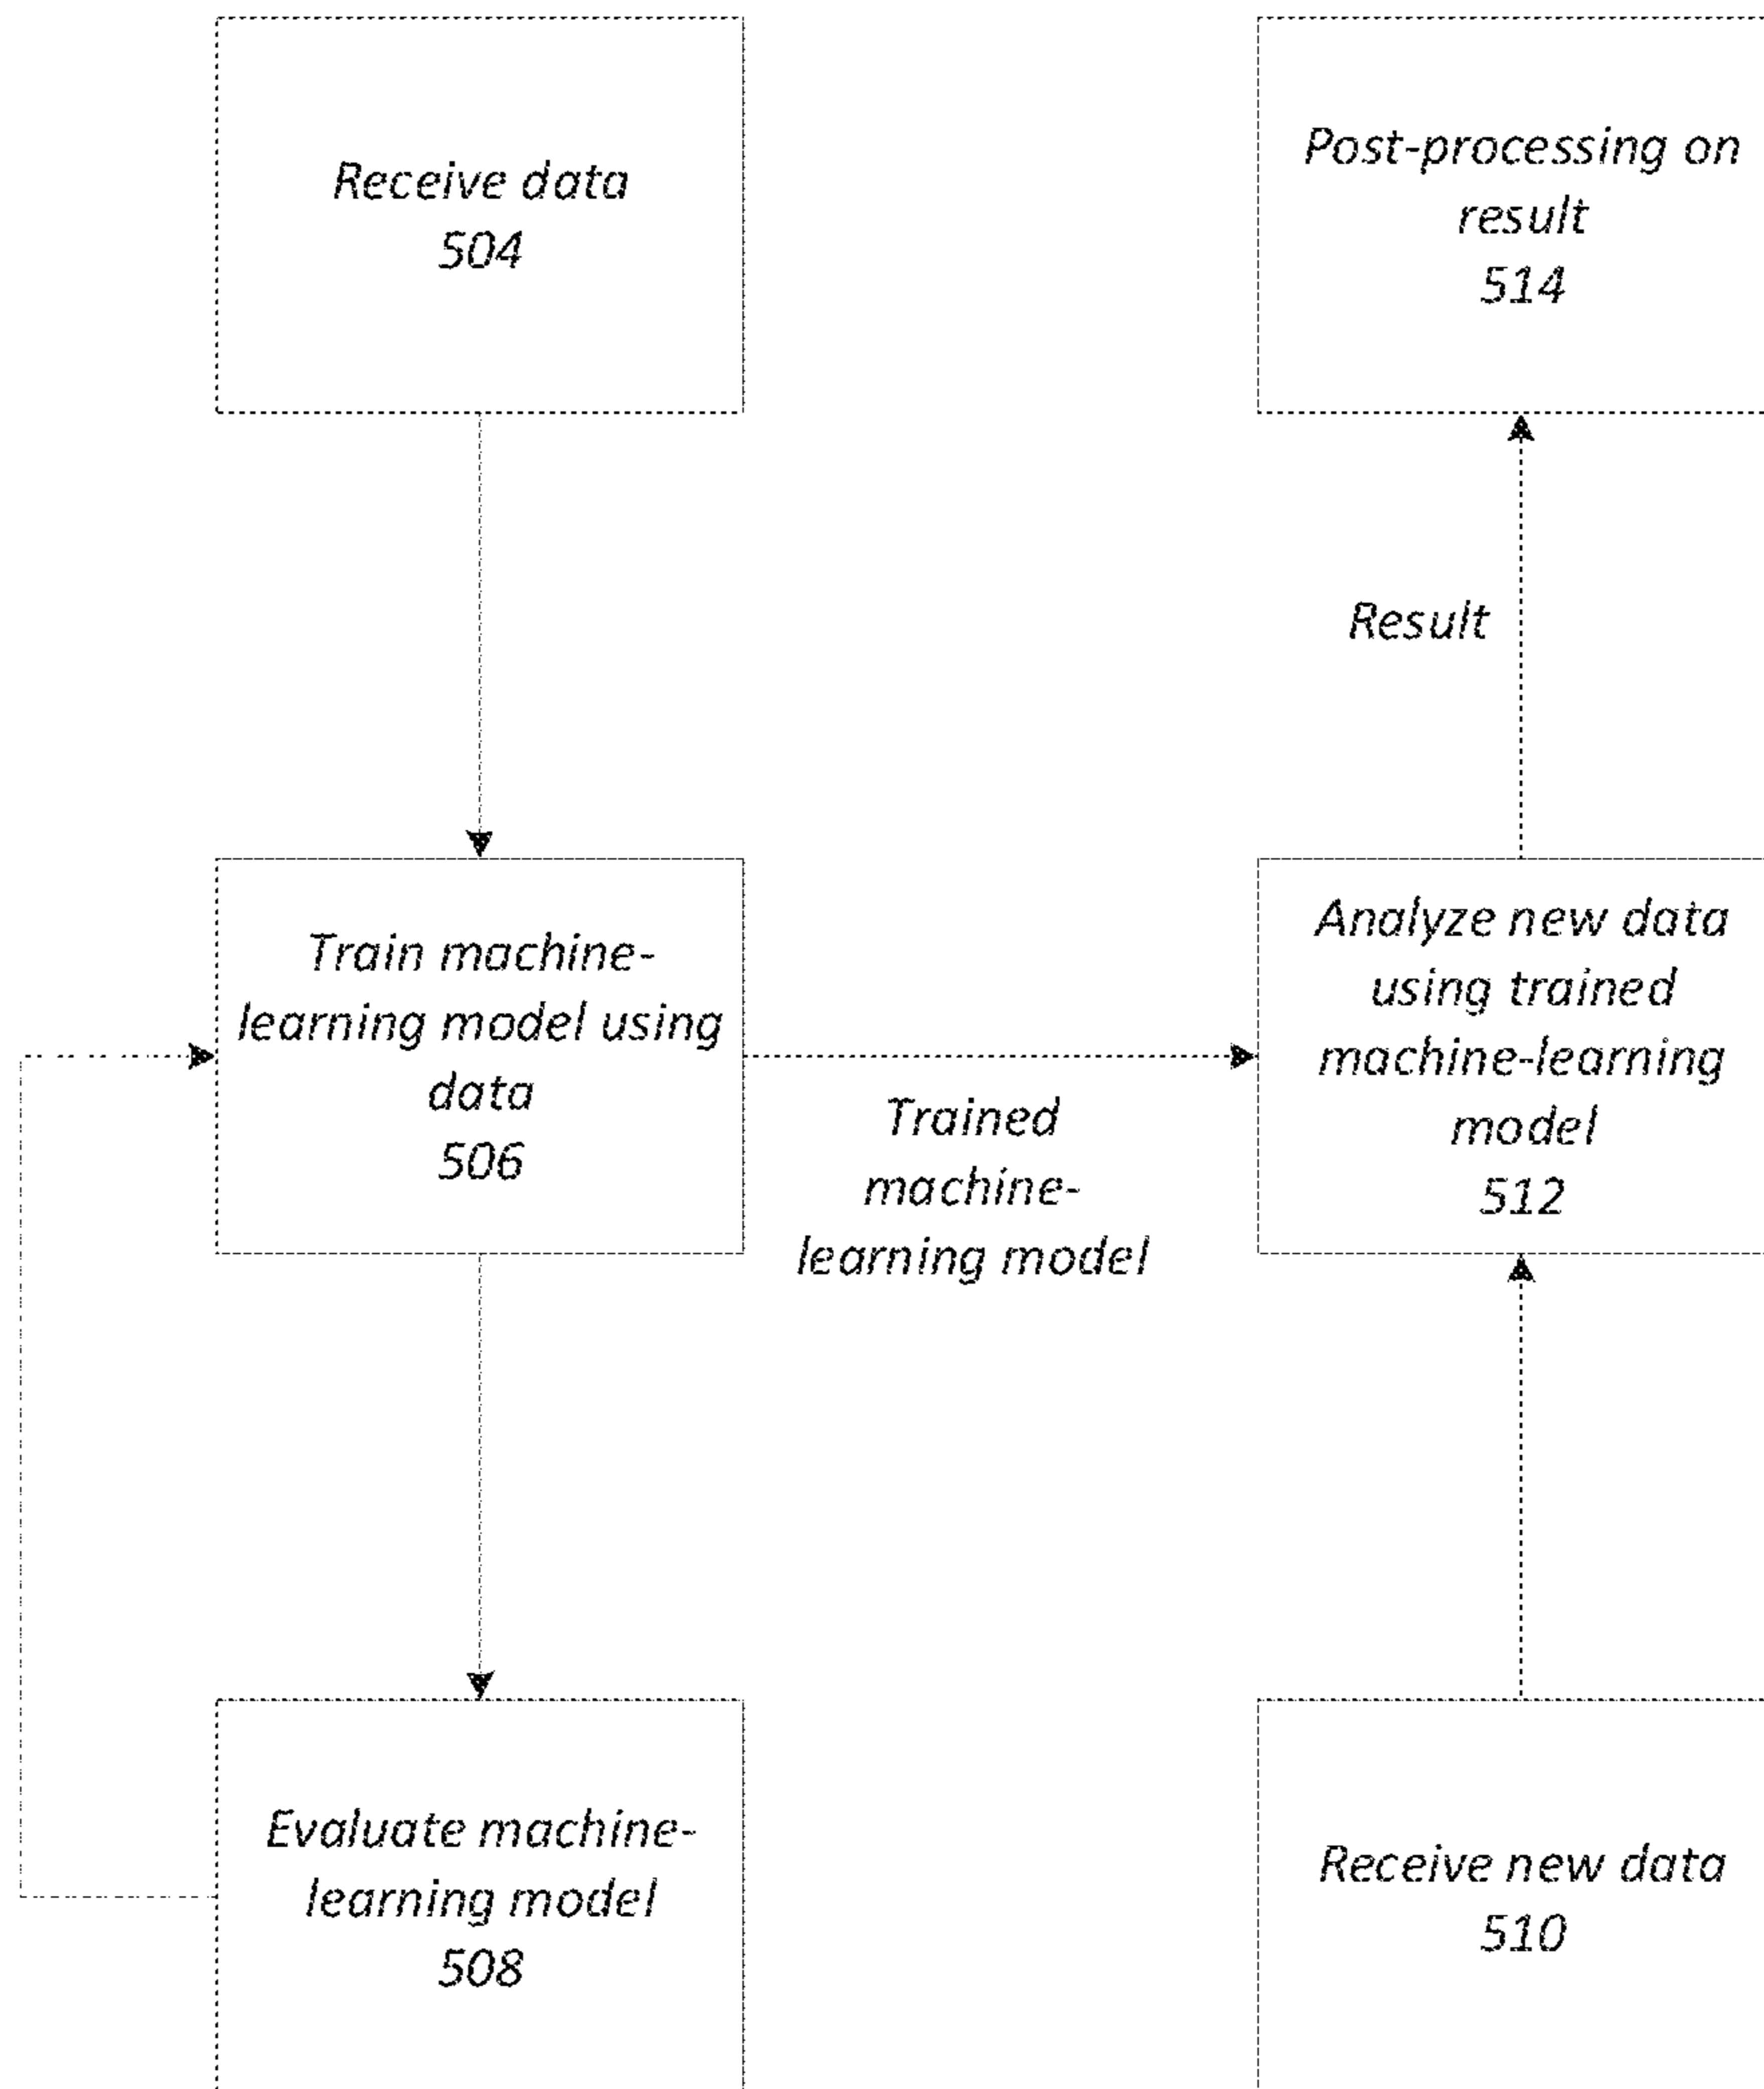 Receive data
504
Post-processing on
result
514
Result
Train machine-
learning model using
data
506
Trained
machine-
learning model
Analyze new data
using trained
machine-learning
model
512
Evaluate machine-
learning model
508
Receive new data
510